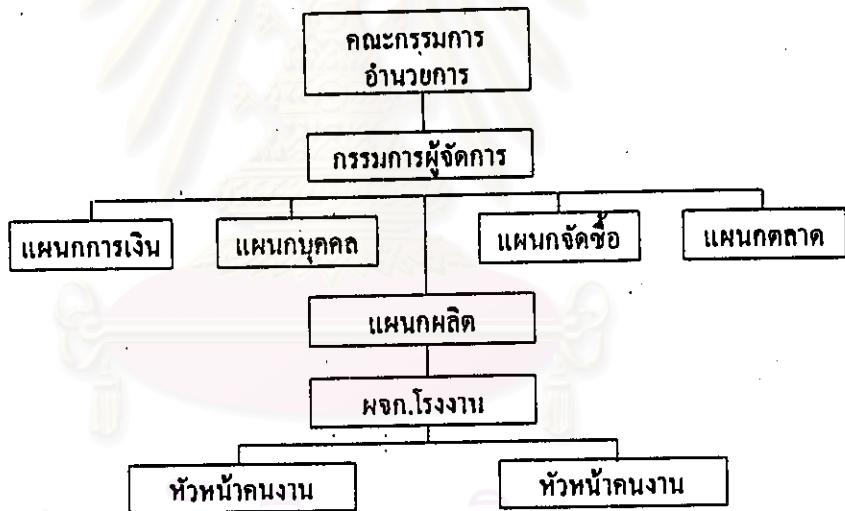 คณะกรรมการ
อำนวยการ
กรรมการผู้จัดการ
แผนกการเงิน
แผนกบุคคล
แผนกจัดซื้อ
แผนกตลาด
แผนกผลิต
ผจก.โรงงาน
หัวหน้าคนงาน
หัวหน้าคนงาน